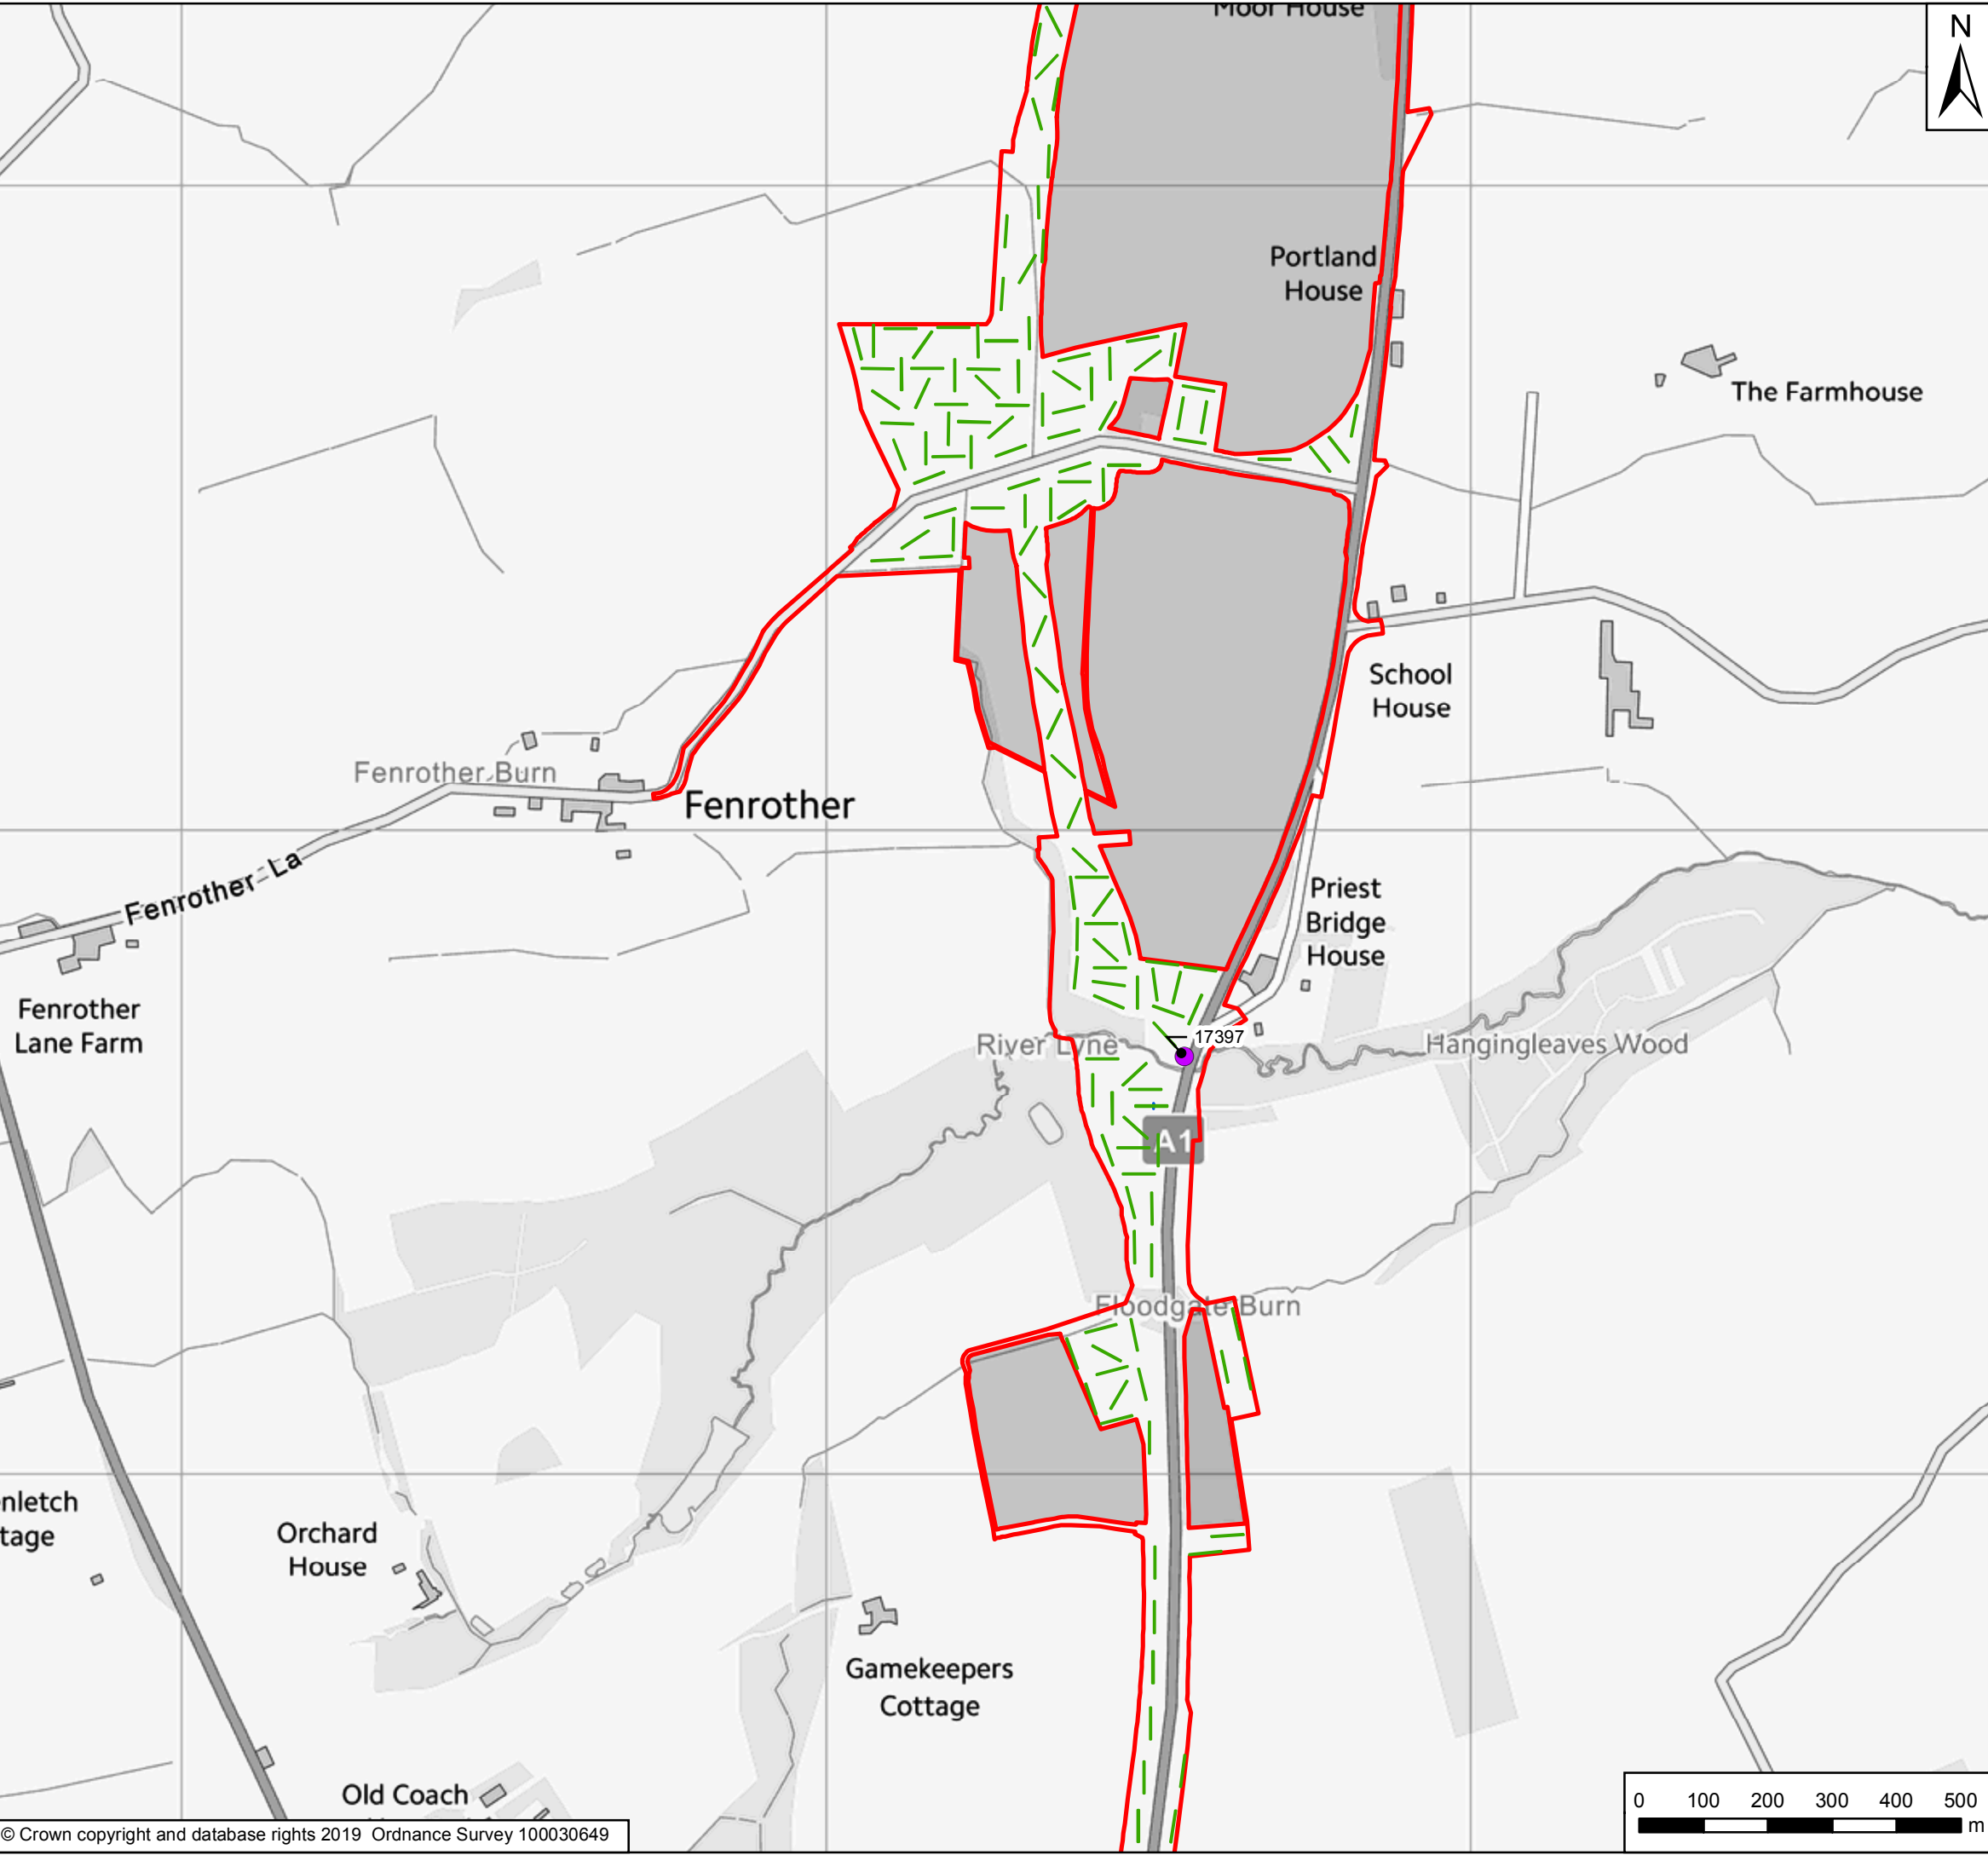 Moor House
N
Portland
House
The Farmhouse
School
House
Fenrother Burn
Fenrother
Fenrother La
Priest
Bridge
House
Fenrother
Lane Farm
River Lyne
17397
Hangingleaves Wood
A1
Floodgate Burn
nletch
tage
Orchard
House
Gamekeepers
Cottage
Old Coach
0 100 200 300 400 500
m
© Crown copyright and database rights 2019 Ordnance Survey 100030649